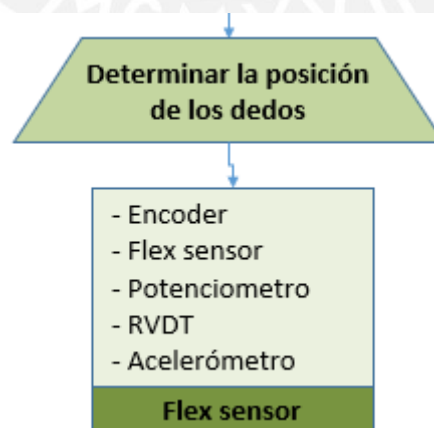 Determinar la posición
de los dedos
- Encoder
- Flex sensor
- Potenciometro
- RVDT
- Acelerómetro
Flex sensor